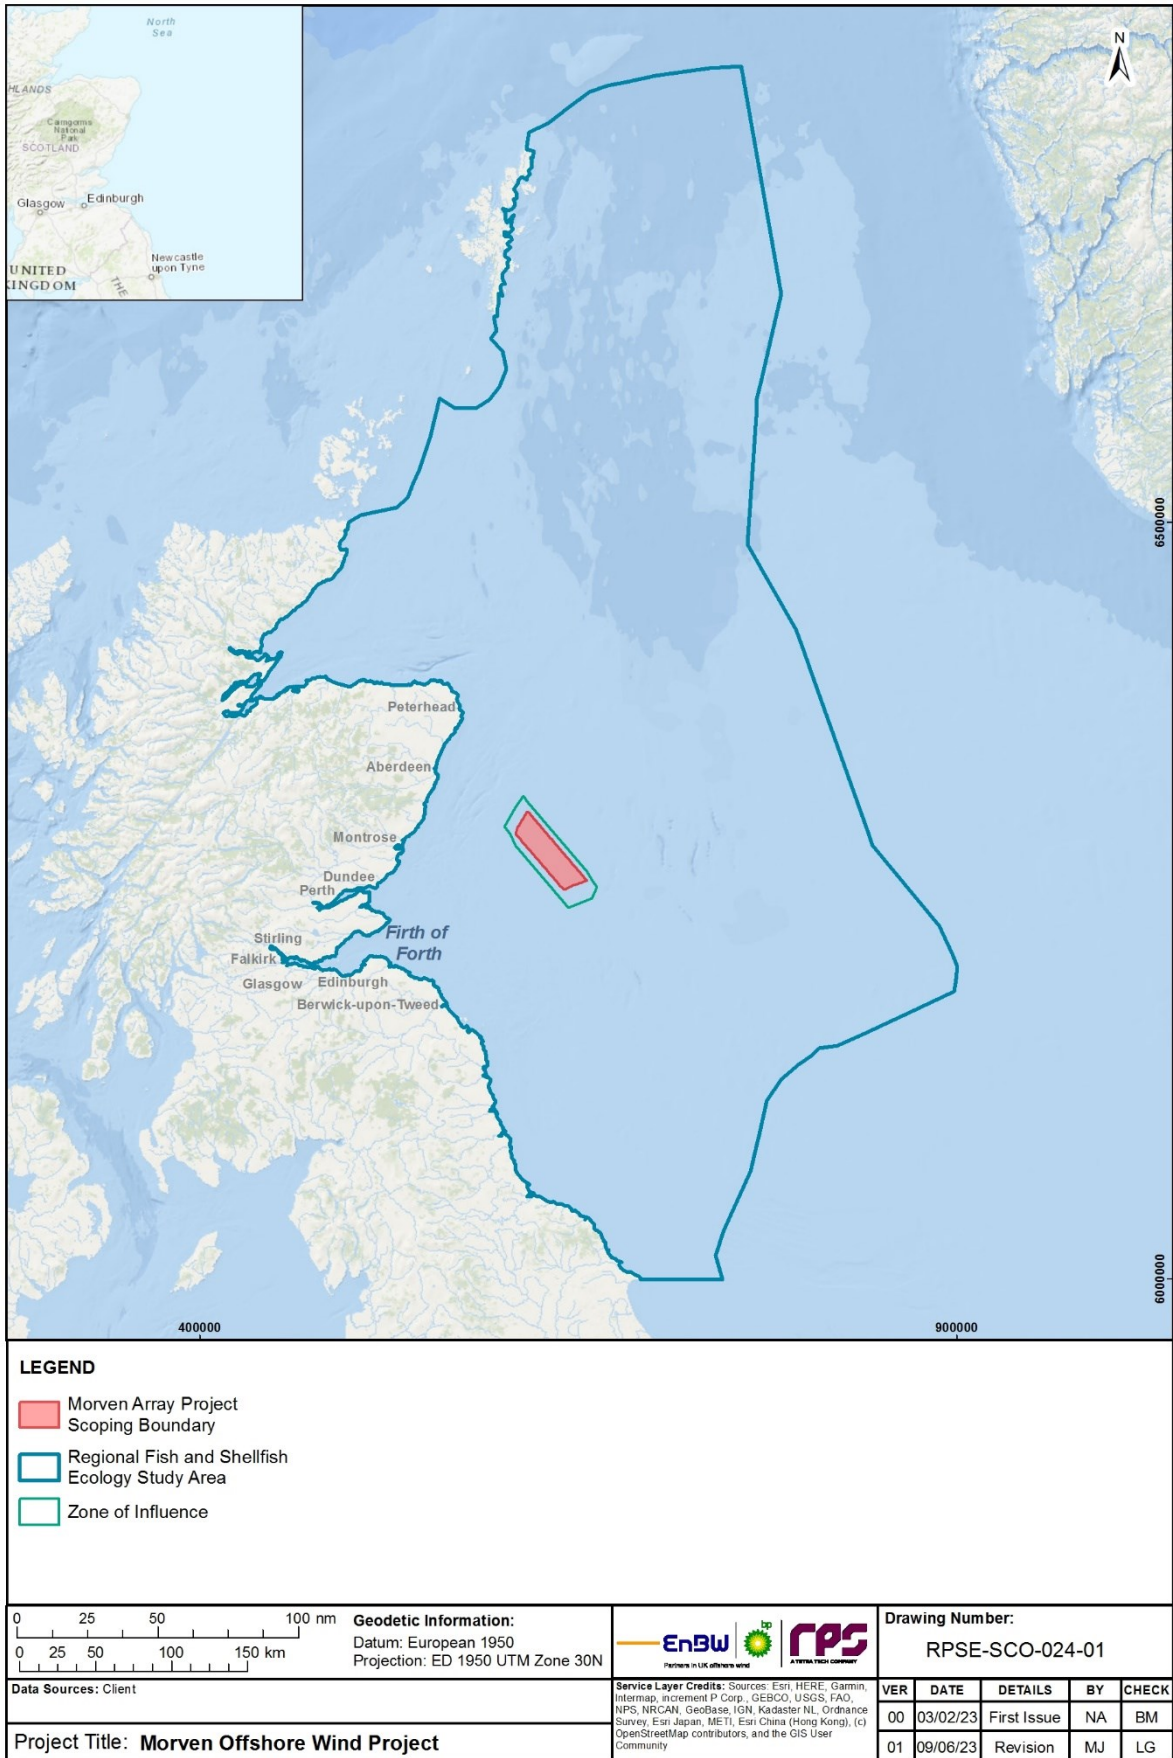 North
Sea
HLANDS
Cairngorms
National
Park
SCOTLAND
Glasgow
Edinburgh
Newcastle
upon Tyne
UNITED
KINGDOM
THE
N
6500000
Peterhead
Aberdeen
Montrose
Dundee
Perth
Firth of
Forth
Stirling
Falkirk
Glasgow
Edinburgh
Berwick-upon-Tweed
6000000
400000
900000
LEGEND
Morven Array Project
Scoping Boundary
Regional Fish and Shellfish
Ecology Study Area
Zone of Influence
0 25 50 100 nm
0 25 50 100 150 km
Geodetic Information:
Datum: European 1950
Projection: ED 1950 UTM Zone 30N
EnBW
Partners in UK offshore wind
bp
rps
A TETRA TECH COMPANY
Drawing Number:
RPSE-SCO-024-01
Data Sources: Client
Service Layer Credits: Sources: Esri, HERE, Garmin,
Intermap, increment P Corp., GEBCO, USGS, FAO,
NPS, NRCAN, GeoBase, IGN, Kadaster NL, Ordnance
Survey, Esri Japan, METI, Esri China (Hong Kong), (c)
OpenStreetMap contributors, and the GIS User
Community
VER DATE DETAILS BY CHECK
00 03/02/23 First Issue NA BM
01 09/06/23 Revision MJ LG
Project Title: Morven Offshore Wind Project